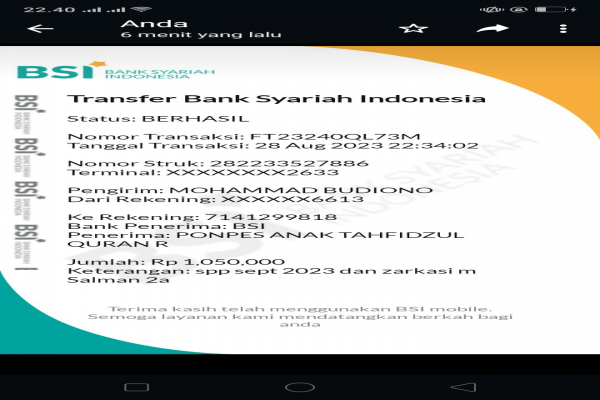 22.40
Anda
6 menit yang lalu
BSI BANK SYARIAH INDONESIA
Transfer Bank Syariah Indonesia
Status: BERHASIL
Nomor Transaksi: FT23240QL73M
Tanggal Transaksi: 28 Aug 2023 22:34:02
Nomor Struk: 282233527886
Terminal: XXXXXXXXX2633
Pengirim: MOHAMMAD BUDIONO
Dari Rekening: XXXXXX6613
Ke Rekening: 7141299818
Bank Penerima: BSI
Penerima: PONPES ANAK TAHFIDZUL
QURAN R
Jumlah: Rp 1,050,000
Keterangan: spp sept 2023 dan zarkasi m
Salman 2a
Terima kasih telah menggunakan BSI mobile.
Semoga layanan kami mendatangkan berkah bagi
anda